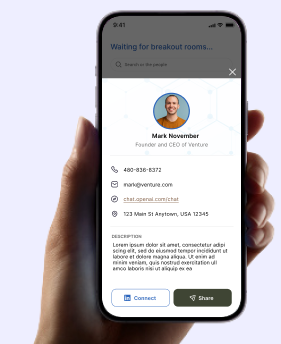 9:41
Waiting for breakout rooms...
Search or the people
Mark November
Founder and CEO of Venture
480-836-8372
mark@venture.com
chat.openai.com/chat
123 Main St Anytown, USA 12345
DESCRIPTION
Lorem ipsum dolor sit amet, consectetur adipi
scing elit, sed do eiusmod tempor incididunt ut
labore et dolore magna aliqua. Ut enim ad
minim veniam, quis nostrud exercitation ull
amco laboris nisi ut aliquip ex ea
in Connect
Share